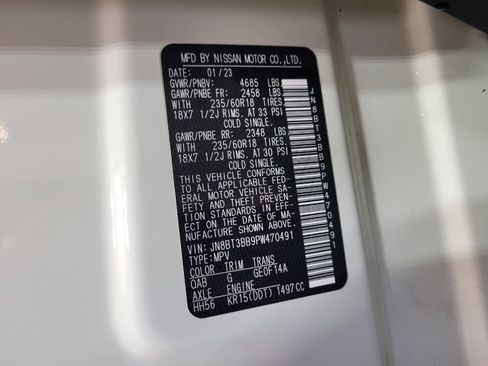 MFD BY NISSAN MOTOR CO.,LTD.
DATE: 01/23
GVWR/PNBV: 4685 LBS
GAWR/PNBE FR: 2458 LBS
WITH 235/60R18 TIRES,
18X7 1/2J RIMS, AT 33 PSI
COLD SINGLE.
GAWR/PNBE RR: 2348 LBS
WITH 235/60R18 TIRES,
18X7 1/2J RIMS, AT 30 PSI
COLD SINGLE.
THIS VEHICLE CONFORMS
TO ALL APPLICABLE FED-
ERAL MOTOR VEHICLE SA-
FETY AND THEFT PREVEN-
TION STANDARDS IN EFF-
ECT ON THE DATE OF MA-
NUFACTURE SHOWN ABOVE.
VIN: JN8BT3BB9PW470491
TYPE: MPV
COLOR TRIM TRANS
QAB G GE0F14A
AXLE ENGINE
HH56 KR15(DDT) 1497CC
JN8BT3BB9PW470491